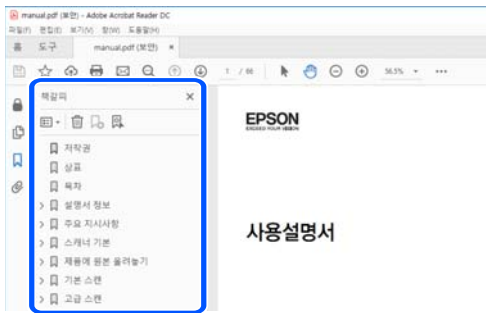 manual.pdf (보안) - Adobe Acrobat Reader DC
파일(F) 편집(E) 보기(V) 창(W) 도움말(H)
홈 도구 manual.pdf (보안) ×
1 / 66 56.5%
책갈피 ×
저작권
상표
목차
설명서 정보
주요 지시사항
스캐너 기본
제품에 원본 올려놓기
기본 스캔
고급 스캔
EPSON
EXCEED YOUR VISION
사용설명서